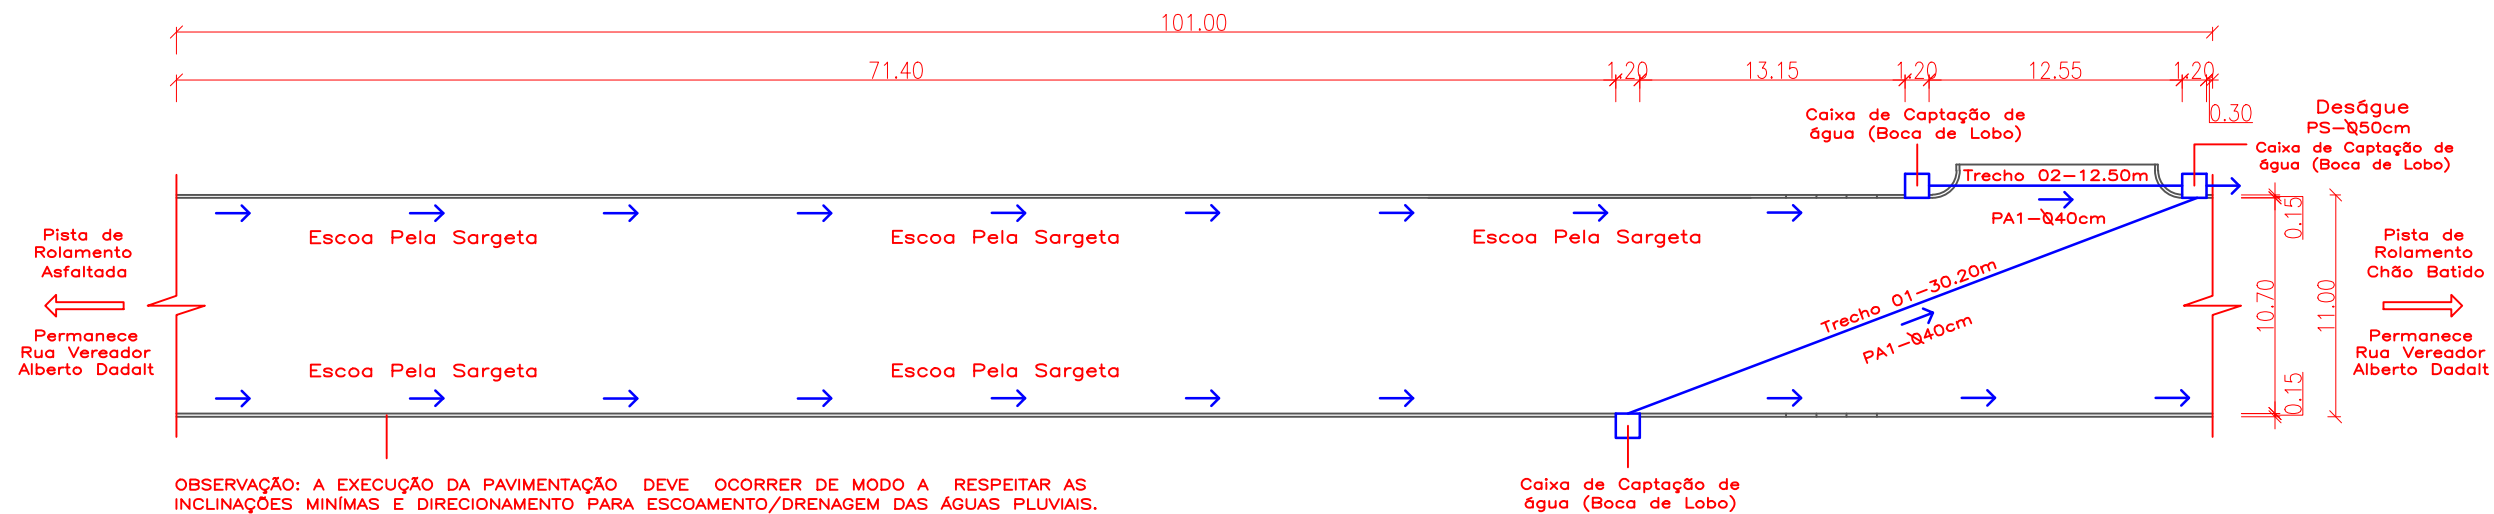 101.00
71.40
1.20
13.15
1.20
12.55
1.20
0.30
Caixa de Captação de
água (Boca de Lobo)
Deságue
PS-Ø50cm
Caixa de Captação de
água (Boca de Lobo)
Trecho 02-12.50m
PA1-Ø40cm
0.15
Pista de
Rolamento
Asfaltada
Escoa Pela Sargeta
Escoa Pela Sargeta
Escoa Pela Sargeta
Pista de
Rolamento
Chão Batido
Trecho 01-30.20m
PA1-Ø40cm
10.70
11.00
Permanece
Rua Vereador
Alberto Dadalt
Escoa Pela Sargeta
Escoa Pela Sargeta
Permanece
Rua Vereador
Alberto Dadalt
0.15
OBSERVAÇÃO: A EXECUÇÃO DA PAVIMENTAÇÃO DEVE OCORRER DE MODO A RESPEITAR AS
INCLINAÇÕES MINÍMAS E DIRECIONAMENTO PARA ESCOAMENTO/DRENAGEM DAS ÁGUAS PLUVIAIS.
Caixa de Captação de
água (Boca de Lobo)